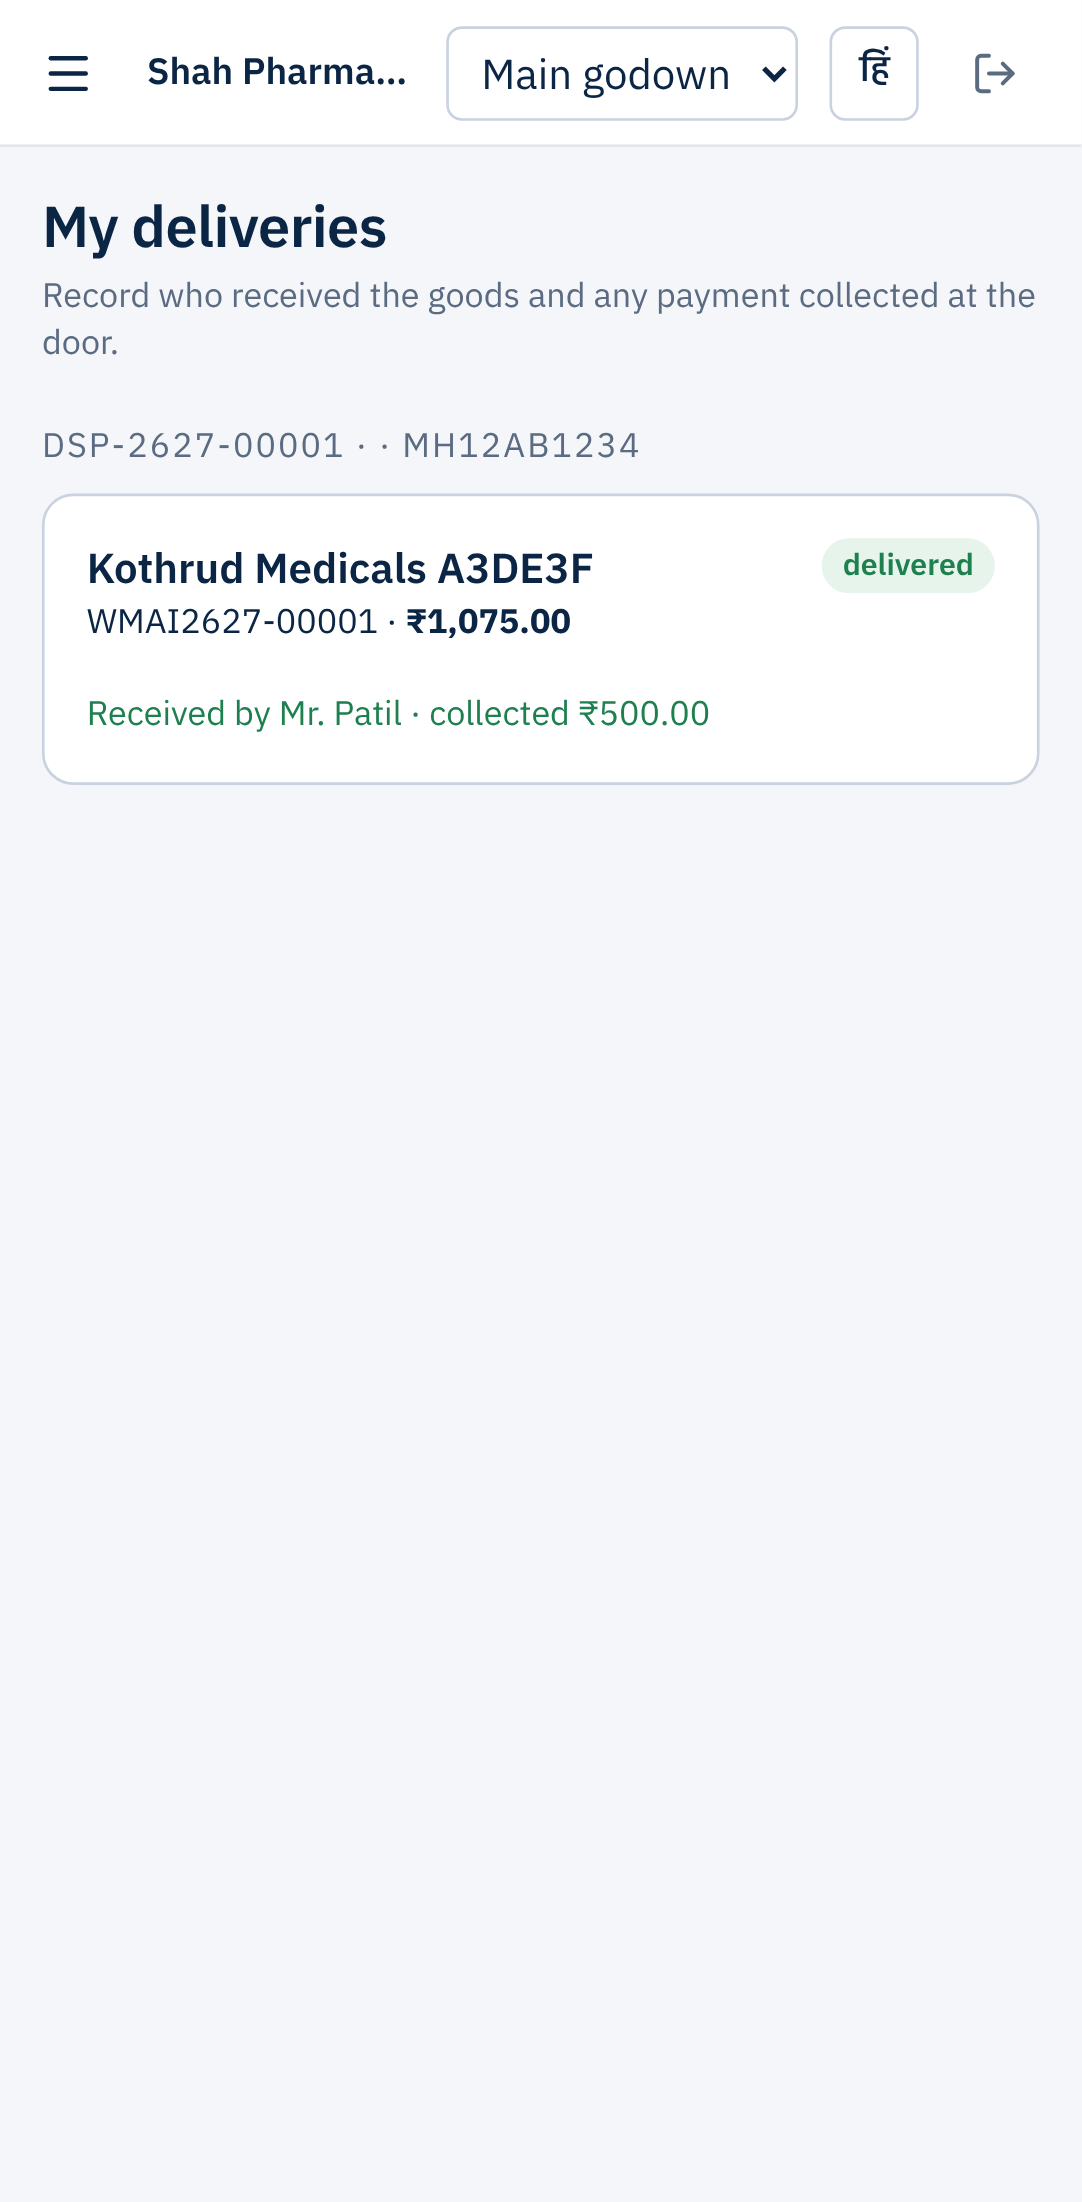 Shah Pharma...
Main godown
हिं
My deliveries
Record who received the goods and any payment collected at the
door.
DSP-2627-00001 · · MH12AB1234
Kothrud Medicals A3DE3F
delivered
WMAI2627-00001 · ₹1,075.00
Received by Mr. Patil · collected ₹500.00